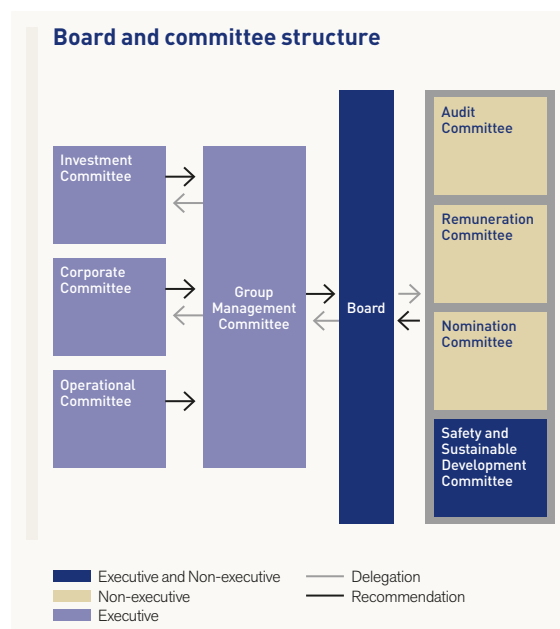 Board and committee structure
Investment
Committee
Corporate
Committee
Operational
Committee
Group
Management
Committee
Board
Audit
Committee
Remuneration
Committee
Nomination
Committee
Safety and
Sustainable
Development
Committee
Executive and Non-executive
Non-executive
Executive
Delegation
Recommendation